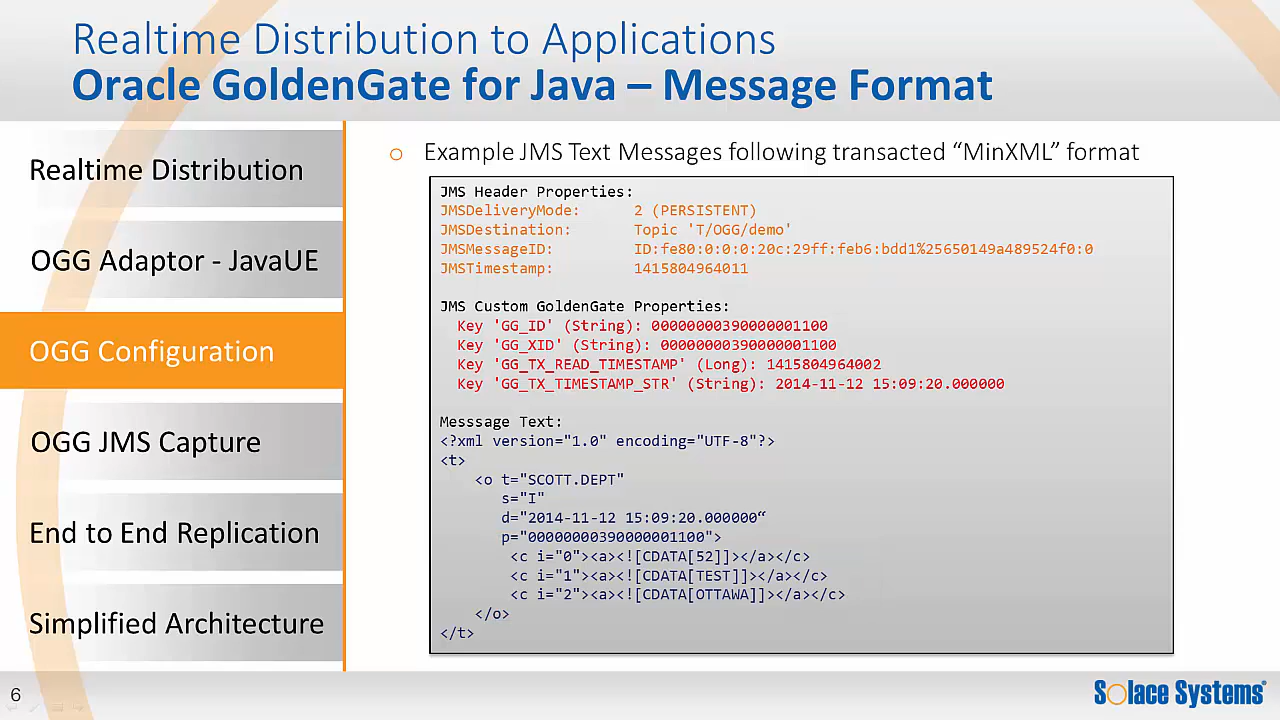 Realtime Distribution to Applications
Oracle GoldenGate for Java – Message Format
Realtime Distribution
OGG Adaptor - JavaUE
OGG Configuration
OGG JMS Capture
End to End Replication
Simplified Architecture
o Example JMS Text Messages following transacted “MinXML” format
JMS Header Properties:
JMSDeliveryMode: 2 (PERSISTENT)
JMSDestination: Topic 'T/OGG/demo'
JMSMessageID: ID:fe80:0:0:0:20c:29ff:feb6:bdd1%25650149a489524f0:0
JMSTimestamp: 1415804964011
JMS Custom GoldenGate Properties:
Key 'GG_ID' (String): 00000000390000001100
Key 'GG_XID' (String): 00000000390000001100
Key 'GG_TX_READ_TIMESTAMP' (Long): 1415804964002
Key 'GG_TX_TIMESTAMP_STR' (String): 2014-11-12 15:09:20.000000
Messsage Text:
<?xml version="1.0" encoding="UTF-8"?>
<t>
<o t="SCOTT.DEPT"
s="I"
d="2014-11-12 15:09:20.000000“
p="00000000390000001100">
<c i="0"><a><![CDATA[52]]></a></c>
<c i="1"><a><![CDATA[TEST]]></a></c>
<c i="2"><a><![CDATA[OTTAWA]]></a></c>
</o>
</t>
6
Solace Systems®